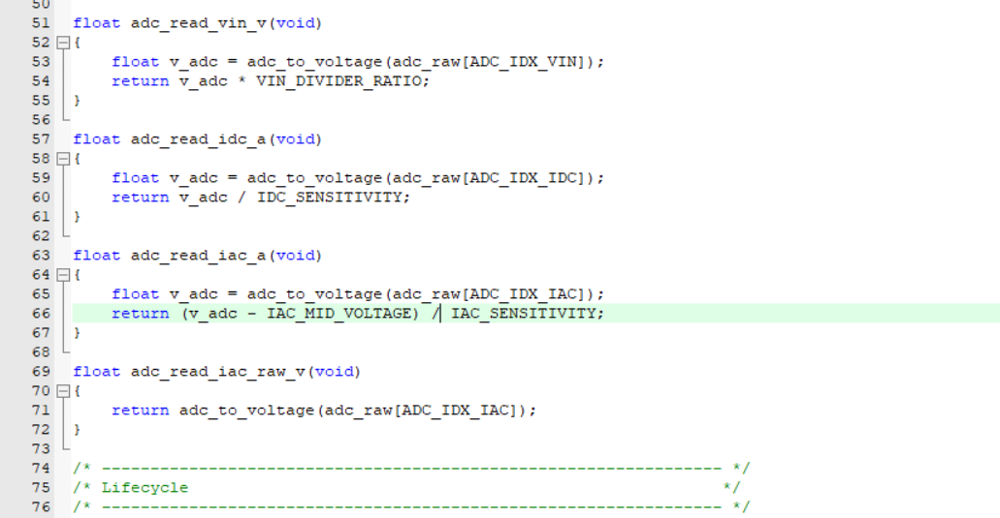 50
51 float adc_read_vin_v(void)
52 {
53 float v_adc = adc_to_voltage(adc_raw[ADC_IDX_VIN]);
54 return v_adc * VIN_DIVIDER_RATIO;
55 }
56
57 float adc_read_idc_a(void)
58 {
59 float v_adc = adc_to_voltage(adc_raw[ADC_IDX_IDC]);
60 return v_adc / IDC_SENSITIVITY;
61 }
62
63 float adc_read_iac_a(void)
64 {
65 float v_adc = adc_to_voltage(adc_raw[ADC_IDX_IAC]);
66 return (v_adc - IAC_MID_VOLTAGE) / IAC_SENSITIVITY;
67 }
68
69 float adc_read_iac_raw_v(void)
70 {
71 return adc_to_voltage(adc_raw[ADC_IDX_IAC]);
72 }
73
74 /* ---------------------------------------------------------------- */
75 /* Lifecycle */
76 /* ---------------------------------------------------------------- */